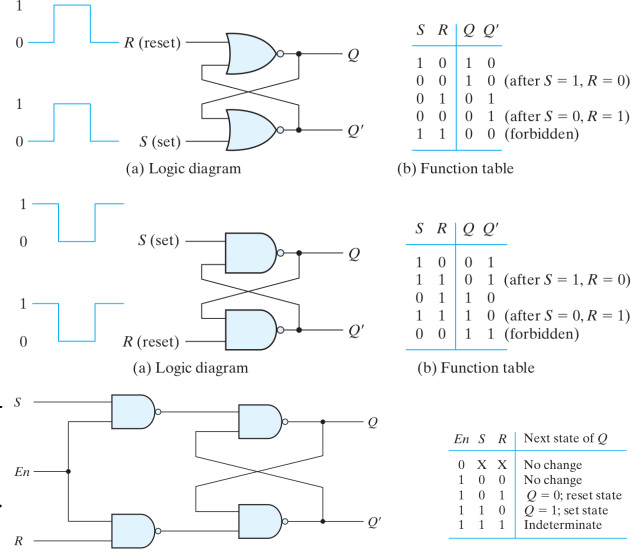 1
0
R (reset)
Q
1
0
S (set)
Q′
(a) Logic diagram
S R Q Q′
1 0 1 0
0 0 1 0 (after S = 1, R = 0)
0 1 0 1
0 0 0 1 (after S = 0, R = 1)
1 1 0 0 (forbidden)
(b) Function table
1
0
S (set)
Q
1
0
R (reset)
Q′
(a) Logic diagram
S R Q Q′
1 0 0 1
1 1 0 1 (after S = 1, R = 0)
0 1 1 0
1 1 1 0 (after S = 0, R = 1)
0 0 1 1 (forbidden)
(b) Function table
S
Q
En
Q′
R
En S R Next state of Q
0 X X No change
1 0 0 No change
1 0 1 Q = 0; reset state
1 1 0 Q = 1; set state
1 1 1 Indeterminate